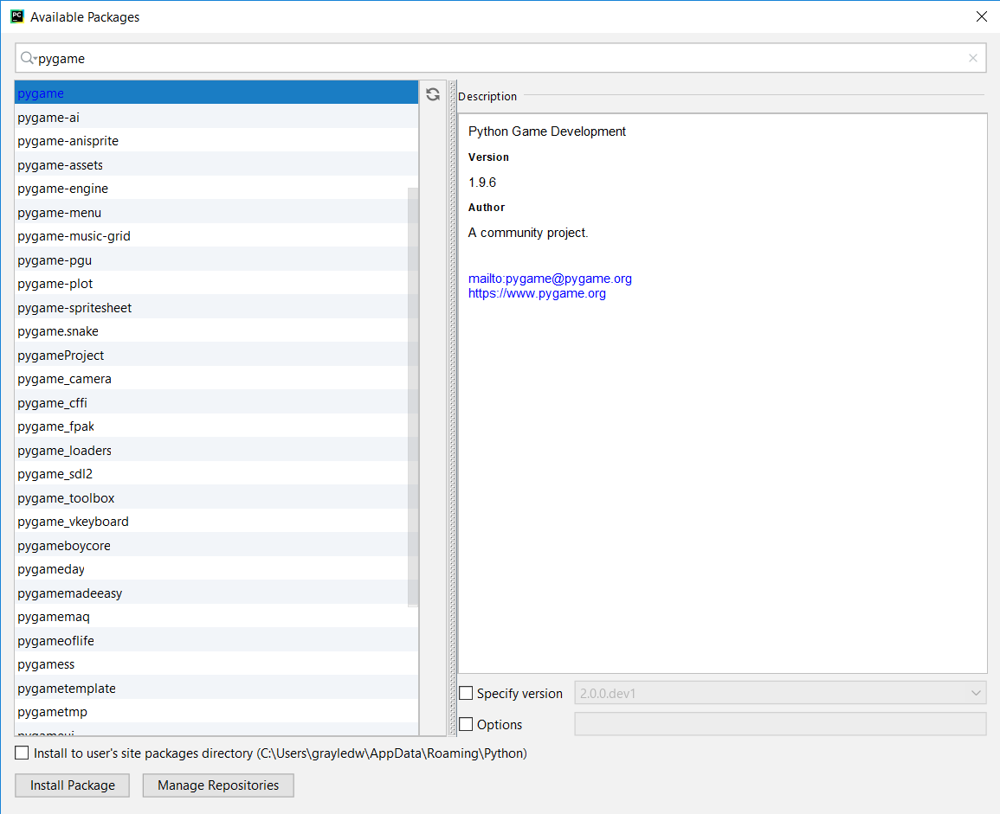 PC
Available Packages
pygame
pygame
pygame-ai
pygame-anisprite
pygame-assets
pygame-engine
pygame-menu
pygame-music-grid
pygame-pgu
pygame-plot
pygame-spritesheet
pygame.snake
pygameProject
pygame_camera
pygame_cffi
pygame_fpak
pygame_loaders
pygame_sdl2
pygame_toolbox
pygame_vkeyboard
pygameboycore
pygameday
pygamemadeeasy
pygamemaq
pygameoflife
pygamess
pygametemplate
pygametmp
Description
Python Game Development
Version
1.9.6
Author
A community project.
mailto:pygame@pygame.org
https://www.pygame.org
Specify version 2.0.0.dev1
Options
Install to user's site packages directory (C:\Users\grayledw\AppData\Roaming\Python)
Install Package Manage Repositories